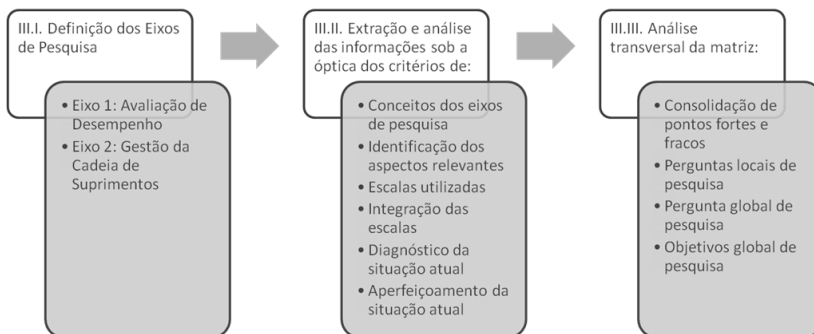 III.I. Definição dos Eixos
de Pesquisa
• Eixo 1: Avaliação de
Desempenho
• Eixo 2: Gestão da
Cadeia de
Suprimentos
III.II. Extração e análise
das informações sob a
óptica dos critérios de:
• Conceitos dos eixos
de pesquisa
• Identificação dos
aspectos relevantes
• Escalas utilizadas
• Integração das
escalas
• Diagnóstico da
situação atual
• Aperfeiçoamento da
situação atual
III.III. Análise
transversal da matriz:
• Consolidação de
pontos fortes e
fracos
• Perguntas locais de
pesquisa
• Pergunta global de
pesquisa
• Objetivos global de
pesquisa